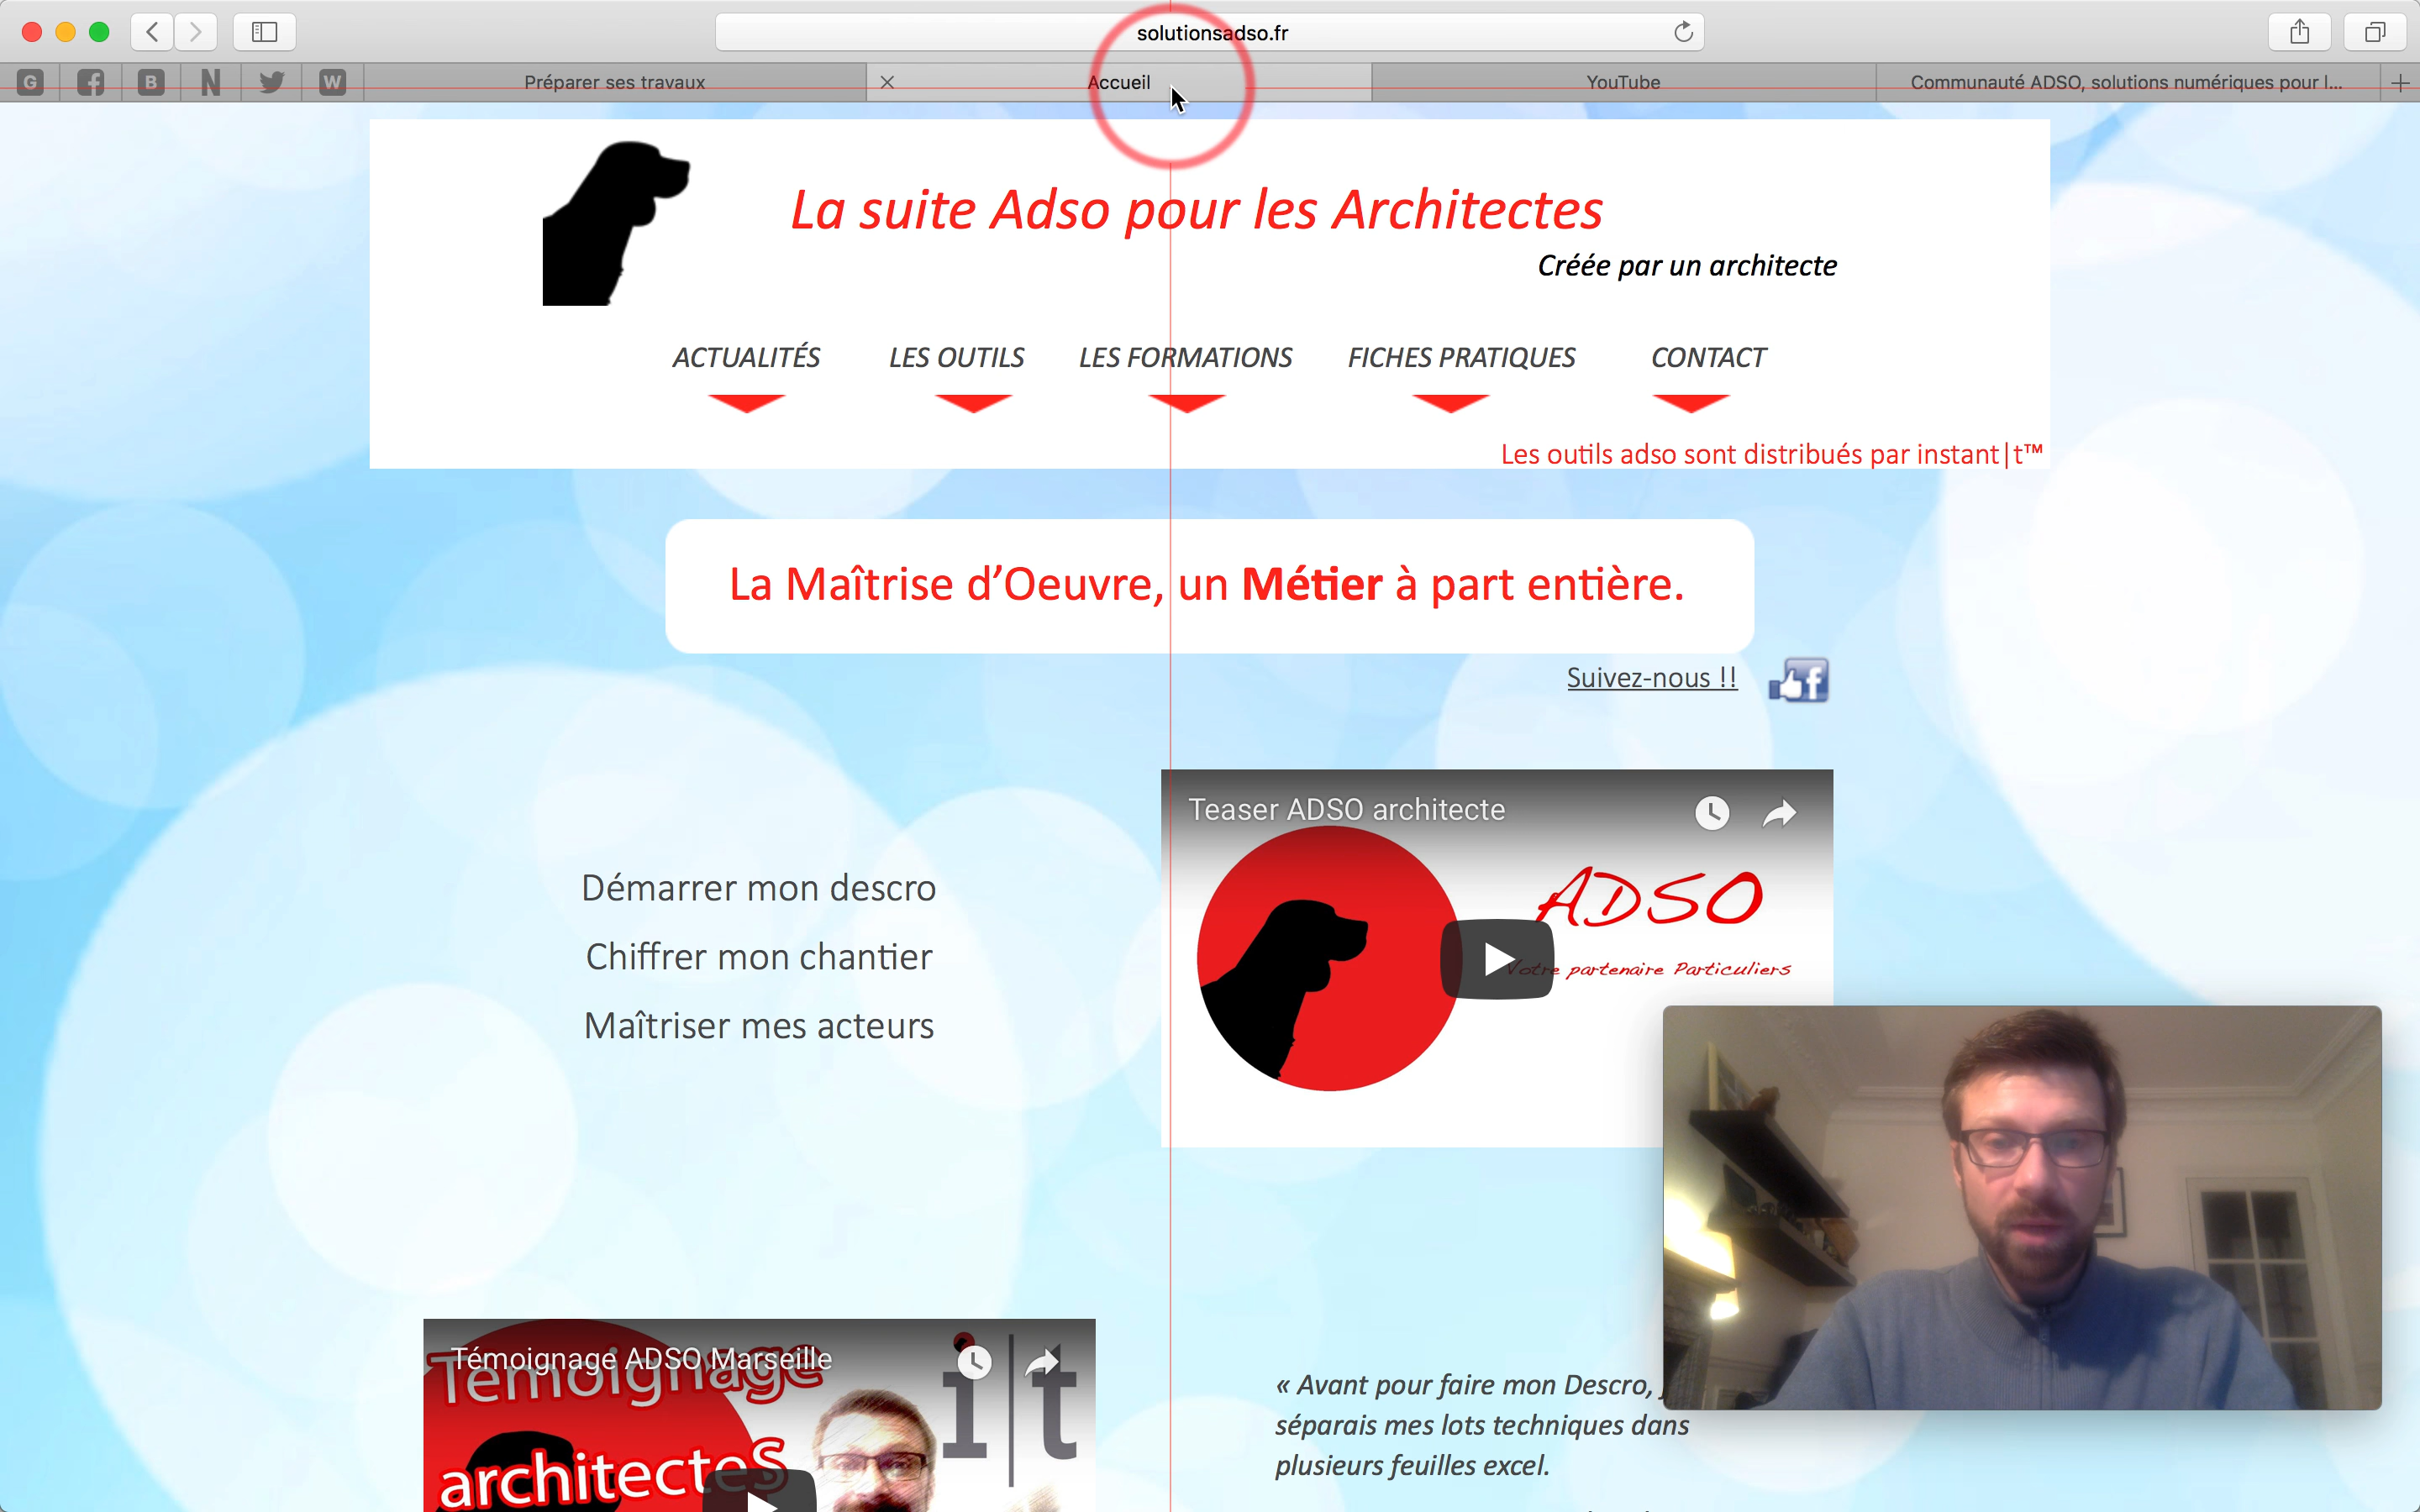 solutionsadso.fr
G
f
B
N
W
Préparer ses travaux
Accueil
YouTube
Communauté ADSO, solutions numériques pour l...
La suite Adso pour les Architectes
Créée par un architecte
ACTUALITÉS
LES OUTILS
LES FORMATIONS
FICHES PRATIQUES
CONTACT
Les outils adso sont distribués par instant|t™
La Maîtrise d’Oeuvre, un Métier à part entière.
Suivez-nous !!
f
Teaser ADSO architecte
ADSO
Votre partenaire Particuliers
Démarrer mon descro
Chiffrer mon chantier
Maîtriser mes acteurs
Témoignage ADSO Marseille
Témoignage
i|t
architectes
« Avant pour faire mon Descro,
séparais mes lots techniques dans
plusieurs feuilles excel.